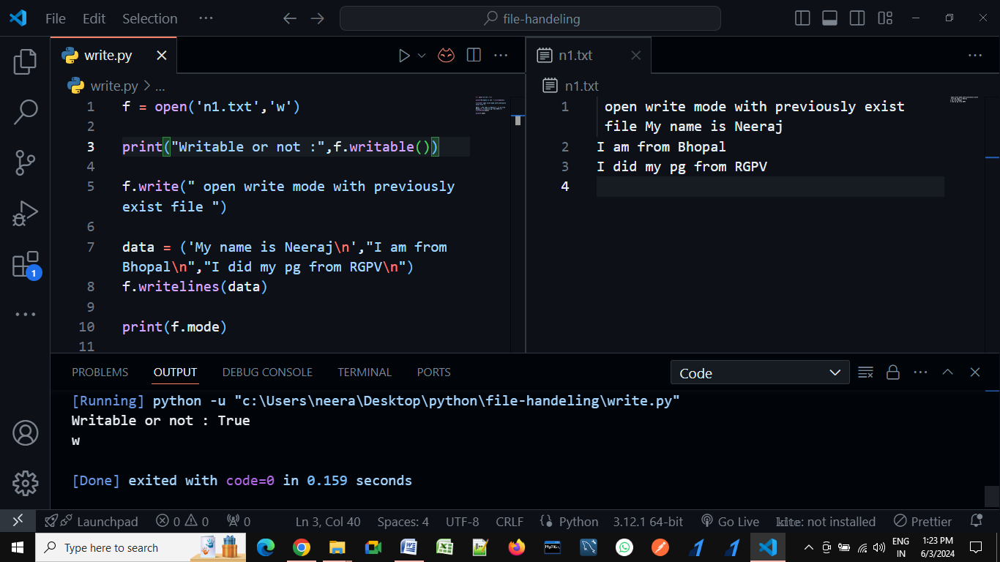 File Edit Selection ··· file-handeling
write.py
n1.txt
write.py > ...
n1.txt
1 f = open('n1.txt','w')
2
3 print("Writable or not :",f.writable())
4
5 f.write(" open write mode with previously
exist file ")
6
7 data = ('My name is Neeraj\n',"I am from
Bhopal\n","I did my pg from RGPV\n")
8 f.writelines(data)
9
10 print(f.mode)
11
1 open write mode with previously exist
file My name is Neeraj
2 I am from Bhopal
3 I did my pg from RGPV
4
1
PROBLEMS OUTPUT DEBUG CONSOLE TERMINAL PORTS Code
[Running] python -u "c:\Users\neera\Desktop\python\file-handeling\write.py"
Writable or not : True
w
[Done] exited with code=0 in 0.159 seconds
Launchpad 0 0 0 Ln 3, Col 40 Spaces: 4 UTF-8 CRLF Python 3.12.1 64-bit Go Live kite: not installed Prettier
Type here to search
MySQL
ENG
IN
1:23 PM
6/3/2024